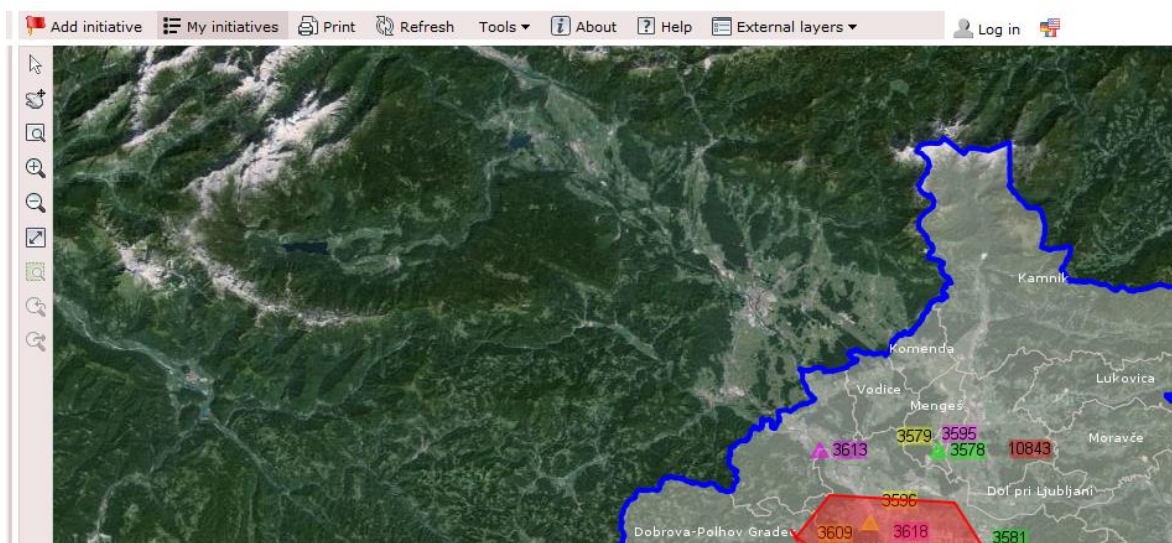 Add initiative My initiatives Print Refresh Tools About Help External layers Log in
Kamnik
Komenda
Lukovica
Vodice
Mengeš
3579 3595
Moravče
3613 3578 10843
Dol pri Ljubljani
3596
Dobrova-Polhov Gradec 3609 3618 3581